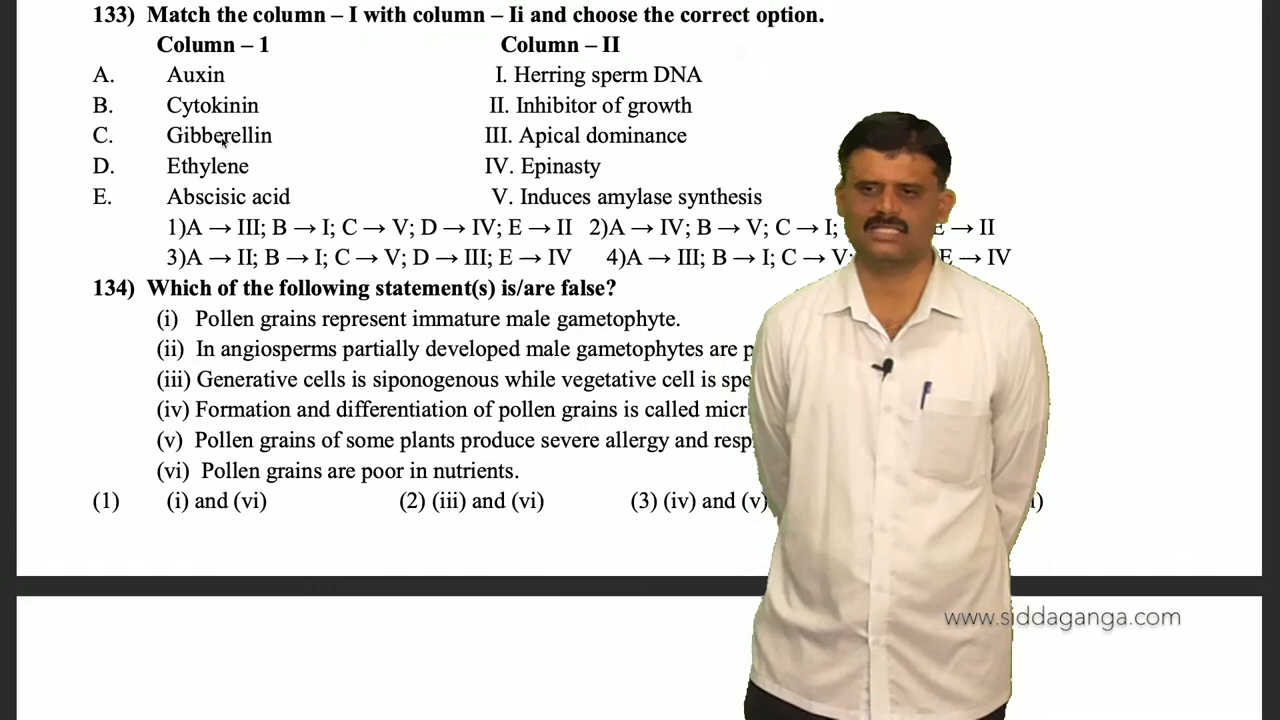 133) Match the column – I with column – Ii and choose the correct option.
Column – 1 Column – II
A. Auxin I. Herring sperm DNA
B. Cytokinin II. Inhibitor of growth
C. Gibberellin III. Apical dominance
D. Ethylene IV. Epinasty
E. Abscisic acid V. Induces amylase synthesis
1)A → III; B → I; C → V; D → IV; E → II 2)A → IV; B → V; C → I; E → II
3)A → II; B → I; C → V; D → III; E → IV 4)A → III; B → I; C → V; E → IV
134) Which of the following statement(s) is/are false?
(i) Pollen grains represent immature male gametophyte.
(ii) In angiosperms partially developed male gametophytes are
(iii) Generative cells is siponogenous while vegetative cell is
(iv) Formation and differentiation of pollen grains is called
(v) Pollen grains of some plants produce severe allergy and
(vi) Pollen grains are poor in nutrients.
(1) (i) and (vi) (2) (iii) and (vi) (3) (iv) and (v)
www.siddaganga.com